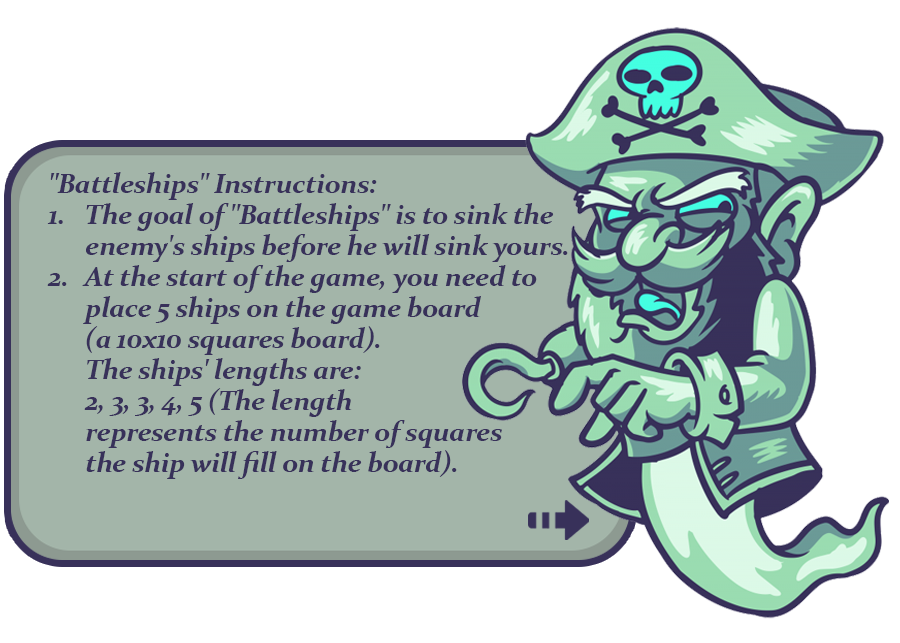 "Battleships" Instructions:
1. The goal of "Battleships" is to sink the
enemy's ships before he will sink yours.
2. At the start of the game, you need to
place 5 ships on the game board
(a 10x10 squares board).
The ships' lengths are:
2, 3, 3, 4, 5 (The length
represents the number of squares
the ship will fill on the board).